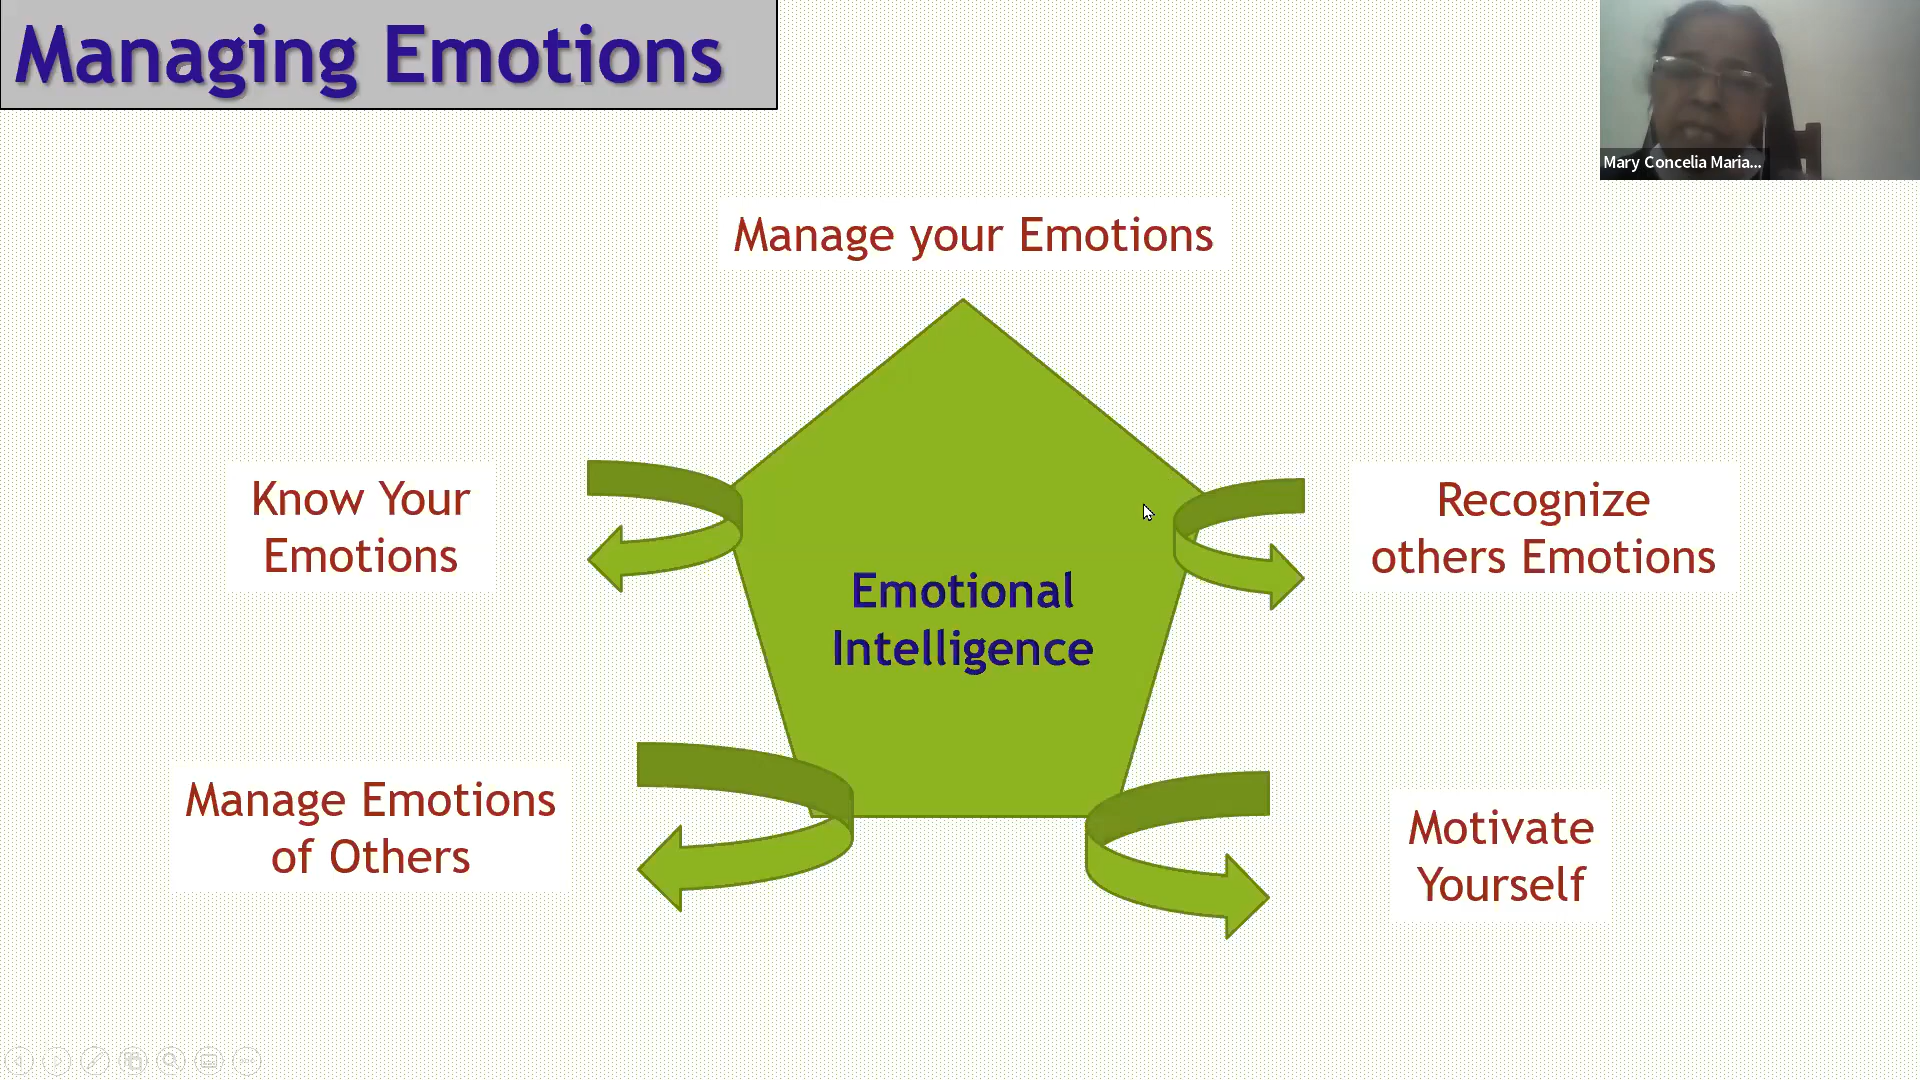 Managing Emotions
Mary Concelia Maria...
Manage your Emotions
Know Your
Emotions
Recognize
others Emotions
Emotional
Intelligence
Manage Emotions
of Others
Motivate
Yourself